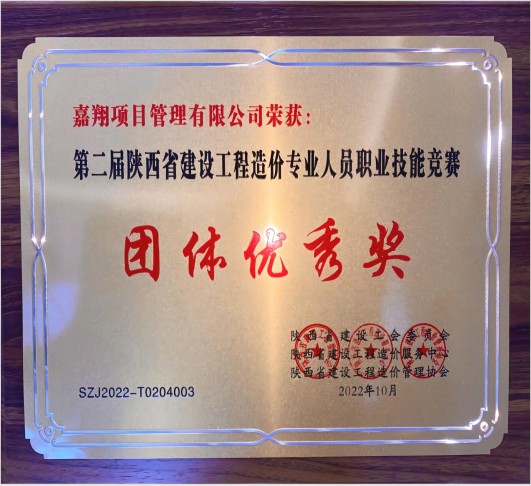 嘉翔项目管理有限公司荣获：
第二届陕西省建设工程造价专业人员职业技能竞赛
团体优秀奖
陕西省建设工会委员会
陕西省建设工程造价服务中心
陕西省建设工程造价管理协会
SZJ2022-T0204003
2022年10月